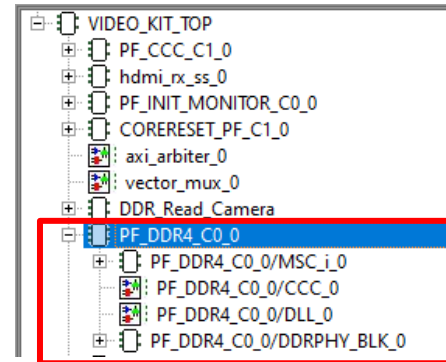 VIDEO_KIT_TOP
PF_CCC_C1_0
hdmi_rx_ss_0
PF_INIT_MONITOR_C0_0
CORERESET_PF_C1_0
axi_arbiter_0
vector_mux_0
DDR_Read_Camera
PF_DDR4_C0_0
PF_DDR4_C0_0/MSC_i_0
PF_DDR4_C0_0/CCC_0
PF_DDR4_C0_0/DLL_0
PF_DDR4_C0_0/DDRPHY_BLK_0